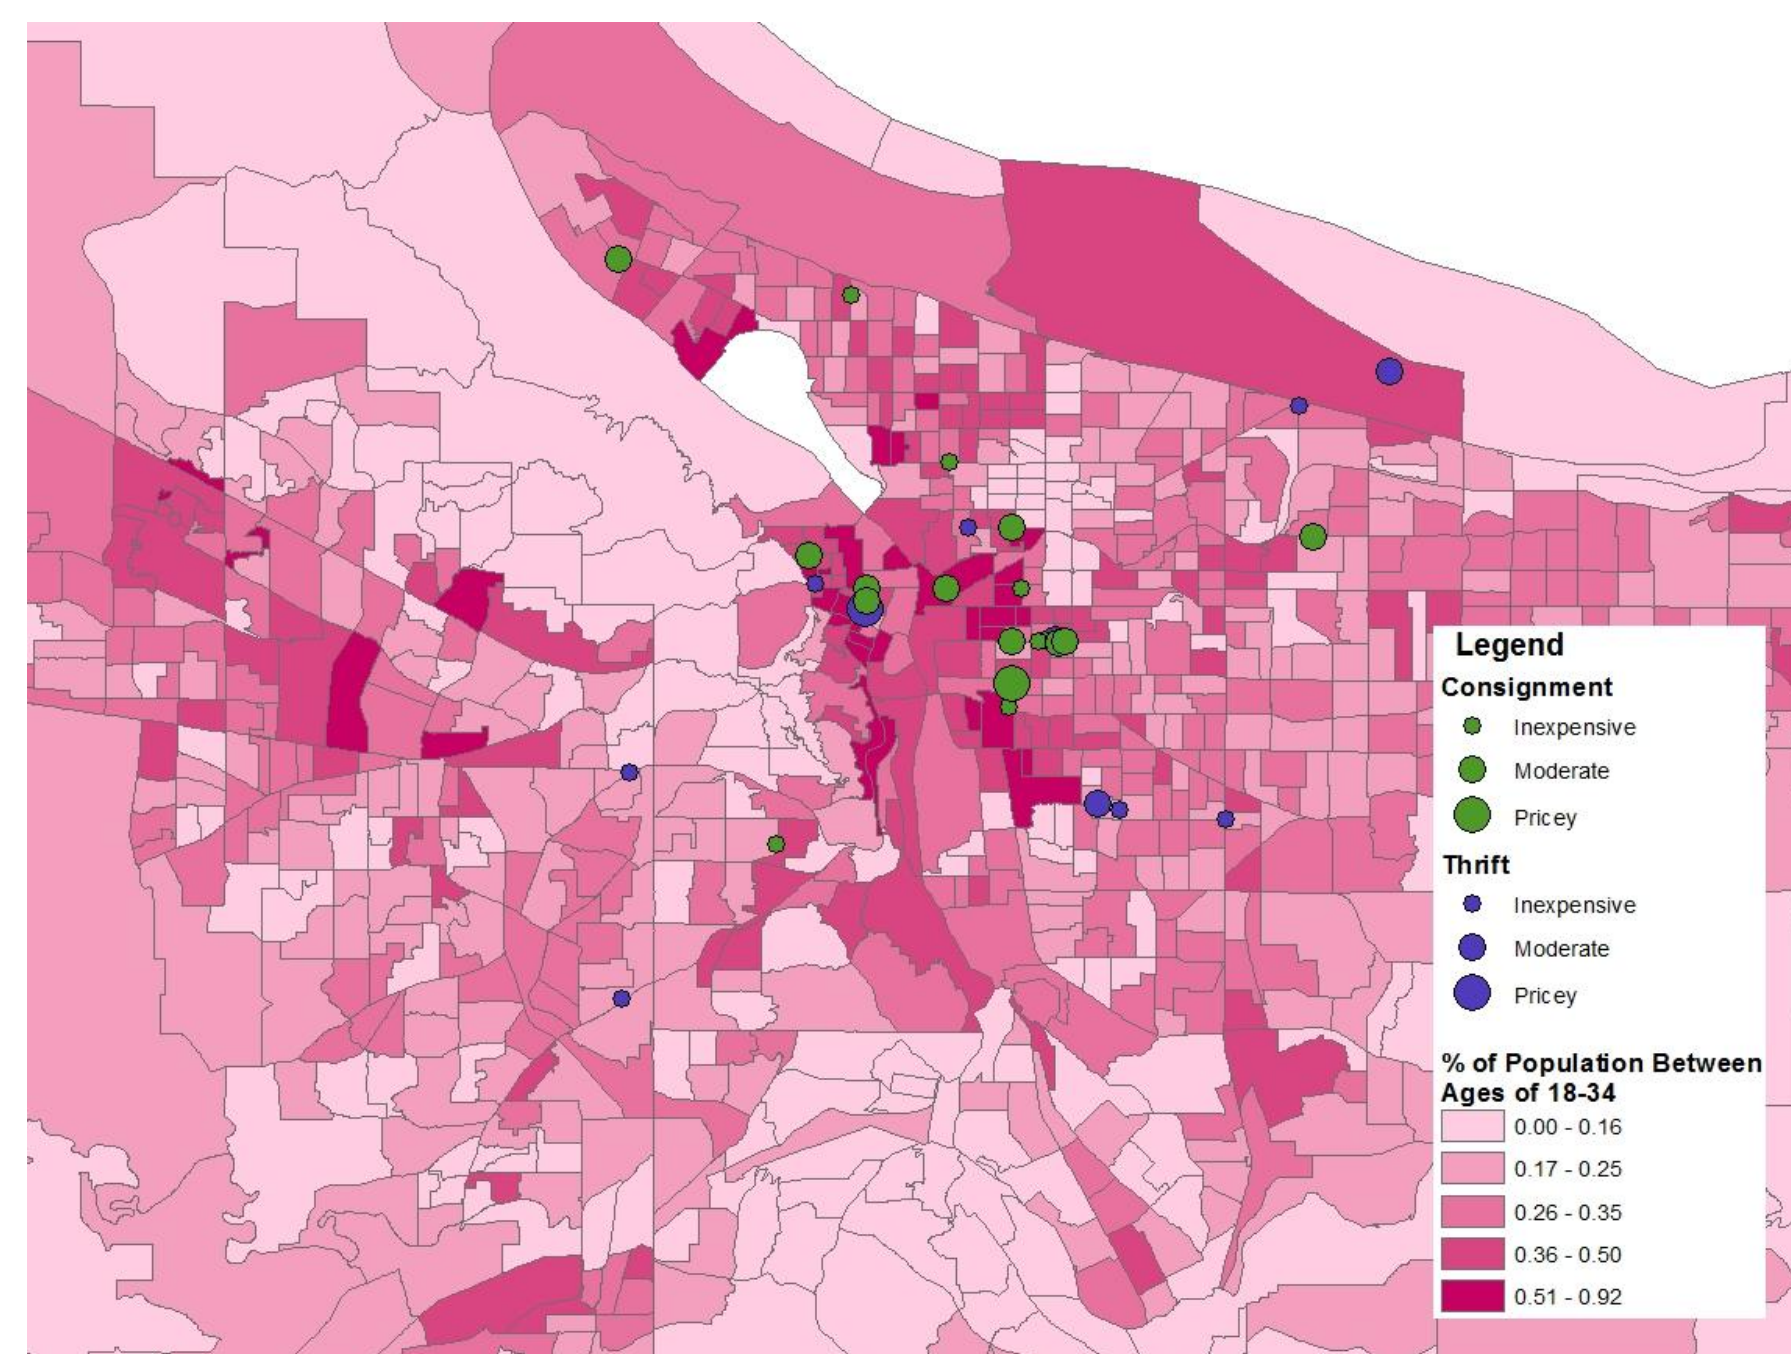 Legend
Consignment
Inexpensive
Moderate
Pricey
Thrift
Inexpensive
Moderate
Pricey
% of Population Between
Ages of 18-34
0.00 - 0.16
0.17 - 0.25
0.26 - 0.35
0.36 - 0.50
0.51 - 0.92